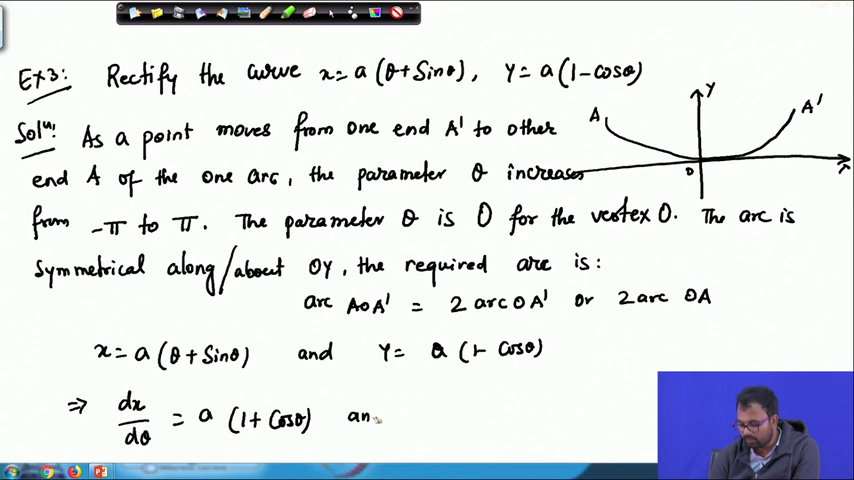 Ex3: Rectify the curve x = a(θ+Sinθ), y = a(1-cosθ)
Y
A A'
0
x
Solu: As a point moves from one end A' to other
end A of the one arc, the parameter θ increases
from -π to π. The parameter θ is 0 for the vertex O. The arc is
symmetrical along/about OY, the required arc is:
arc AOA' = 2 arc OA' or 2 arc OA
x = a(θ+Sinθ) and Y = a(1- Cosθ)
⇒ dx/dθ = a (1+ Cosθ) an